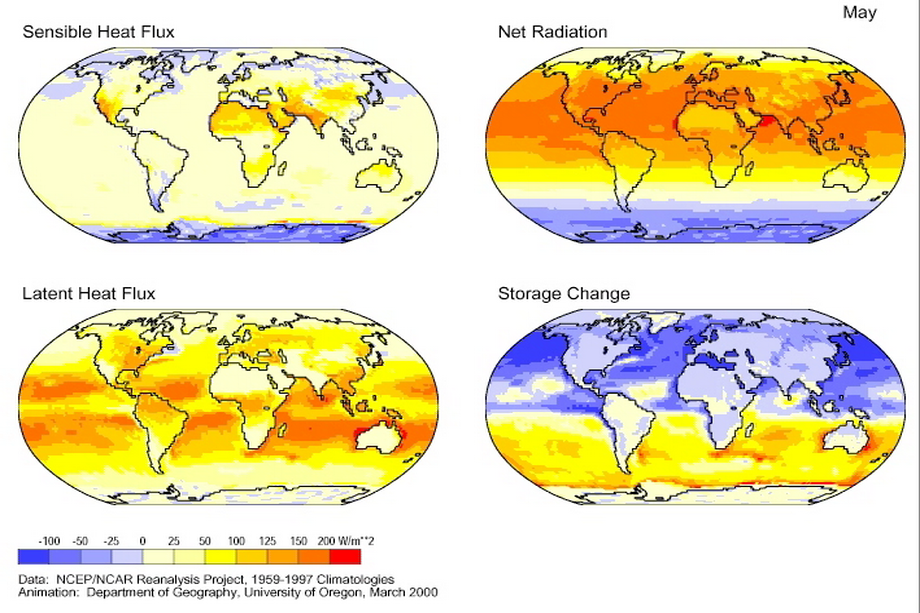 May
Sensible Heat Flux
Net Radiation
Latent Heat Flux
Storage Change
-100 -50 -25 0 25 50 100 125 150 200 W/m**2
Data: NCEP/NCAR Reanalysis Project, 1959-1997 Climatologies
Animation: Department of Geography, University of Oregon, March 2000